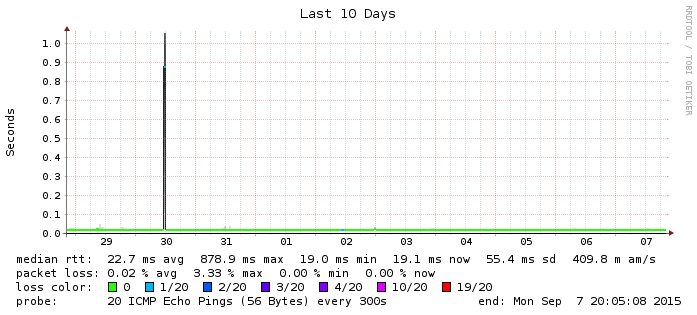 Last 10 Days
RRDTOOL / TOBI OETIKER
Seconds
1.0
0.9
0.8
0.7
0.6
0.5
0.4
0.3
0.2
0.1
0.0
29 30 31 01 02 03 04 05 06 07
median rtt: 22.7 ms avg 878.9 ms max 19.0 ms min 19.1 ms now 55.4 ms sd 409.8 m am/s
packet loss: 0.02 % avg 3.33 % max 0.00 % min 0.00 % now
loss color: 0 1/20 2/20 3/20 4/20 10/20 19/20
probe: 20 ICMP Echo Pings (56 Bytes) every 300s end: Mon Sep 7 20:05:08 2015